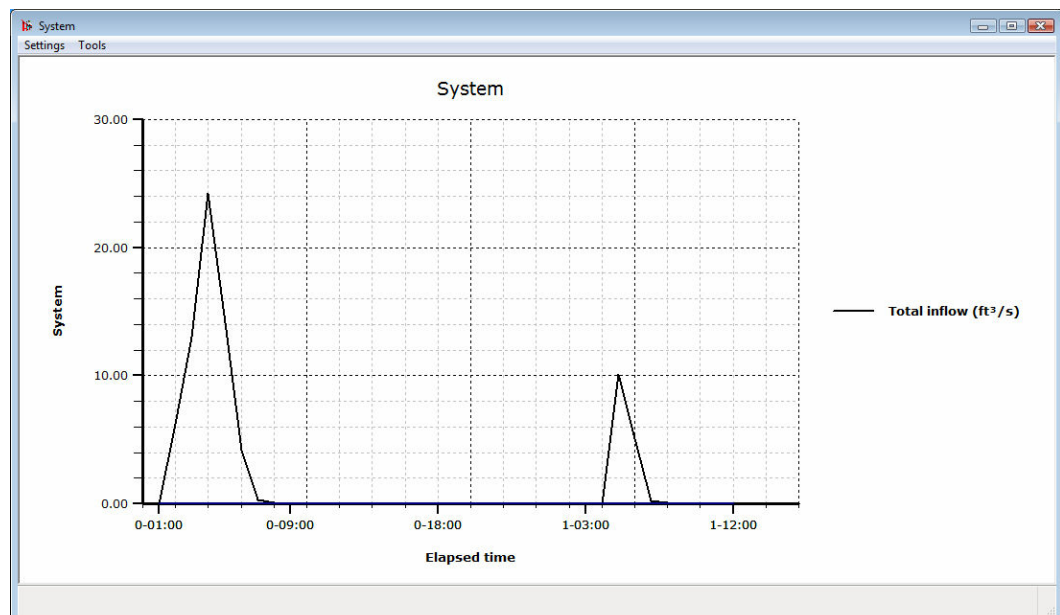 System
Settings Tools
System
30.00
20.00
System
Total inflow (ft³/s)
10.00
0.00
0-01:00 0-09:00 0-18:00 1-03:00 1-12:00
Elapsed time